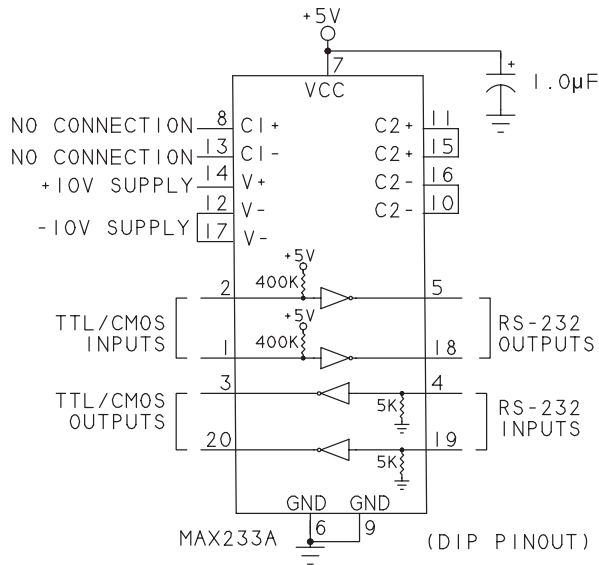 +5V
7
VCC
1.0µF
+
NO CONNECTION 8 C1+ C2+ 11
NO CONNECTION 13 C1- C2+ 15
+10V SUPPLY 14 V+ C2- 16
12 V- C2- 10
-10V SUPPLY 17 V-
+5V
400K
2 5
+5V
400K
1 18
TTL/CMOS
INPUTS
RS-232
OUTPUTS
3 4
5K
20 19
5K
TTL/CMOS
OUTPUTS
RS-232
INPUTS
GND GND
6 9
MAX233A (DIP PINOUT)